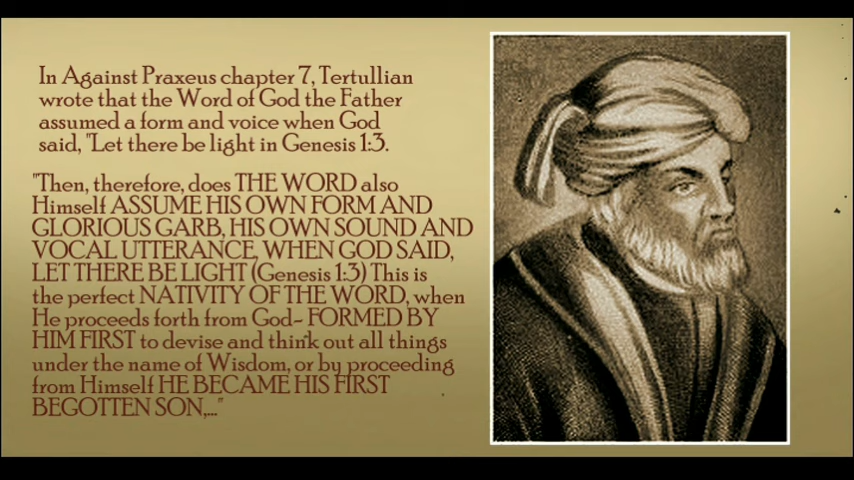 In Against Praxeus chapter 7, Tertullian
wrote that the Word of God the Father
assumed a form and voice when God
said, "Let there be light in Genesis 1:3.
"Then, therefore, does THE WORD also
Himself ASSUME HIS OWN FORM AND
GLORIOUS GARB, HIS OWN SOUND AND
VOCAL UTTERANCE, WHEN GOD SAID,
LET THERE BE LIGHT (Genesis 1:3) This is
the perfect NATIVITY OF THE WORD, when
He proceeds forth from God- FORMED BY
HIM FIRST to devise and think out all things
under the name of Wisdom, or by proceeding
from Himself HE BECAME HIS FIRST
BEGOTTEN SON,..."